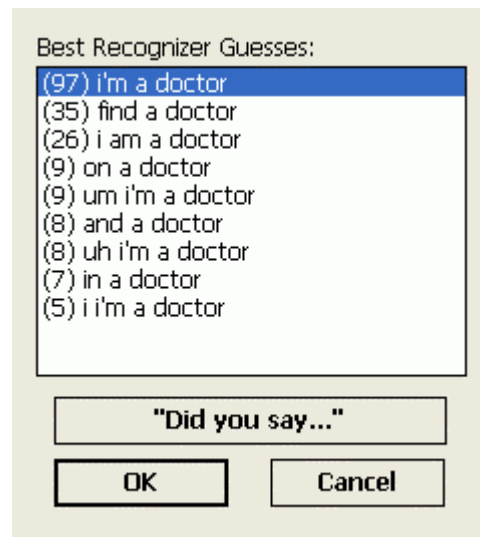 Best Recognizer Guesses:
(97) i'm a doctor
(35) find a doctor
(26) i am a doctor
(9) on a doctor
(9) um i'm a doctor
(8) and a doctor
(8) uh i'm a doctor
(7) in a doctor
(5) i i'm a doctor
"Did you say..."
OK Cancel